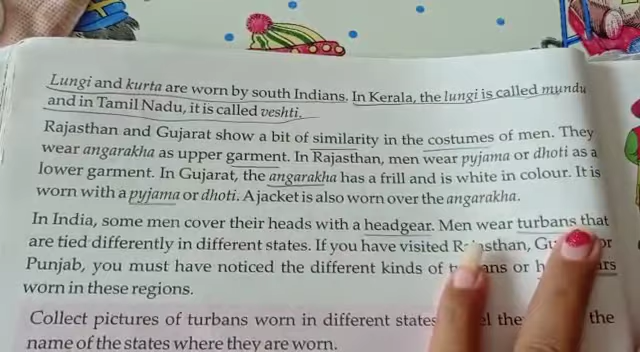 Lungi and kurta are worn by south Indians. In Kerala, the lungi is called mundu
and in Tamil Nadu, it is called veshti.
Rajasthan and Gujarat show a bit of similarity in the costumes of men. They
wear angarakha as upper garment. In Rajasthan, men wear pyjama or dhoti as a
lower garment. In Gujarat, the angarakha has a frill and is white in colour. It is
worn with a pyjama or dhoti. A jacket is also worn over the angarakha.
In India, some men cover their heads with a headgear. Men wear turbans that
are tied differently in different states. If you have visited or
Punjab, you must have noticed the different kinds of or
worn in these regions.
Collect pictures of turbans worn in different states the
name of the states where they are worn.